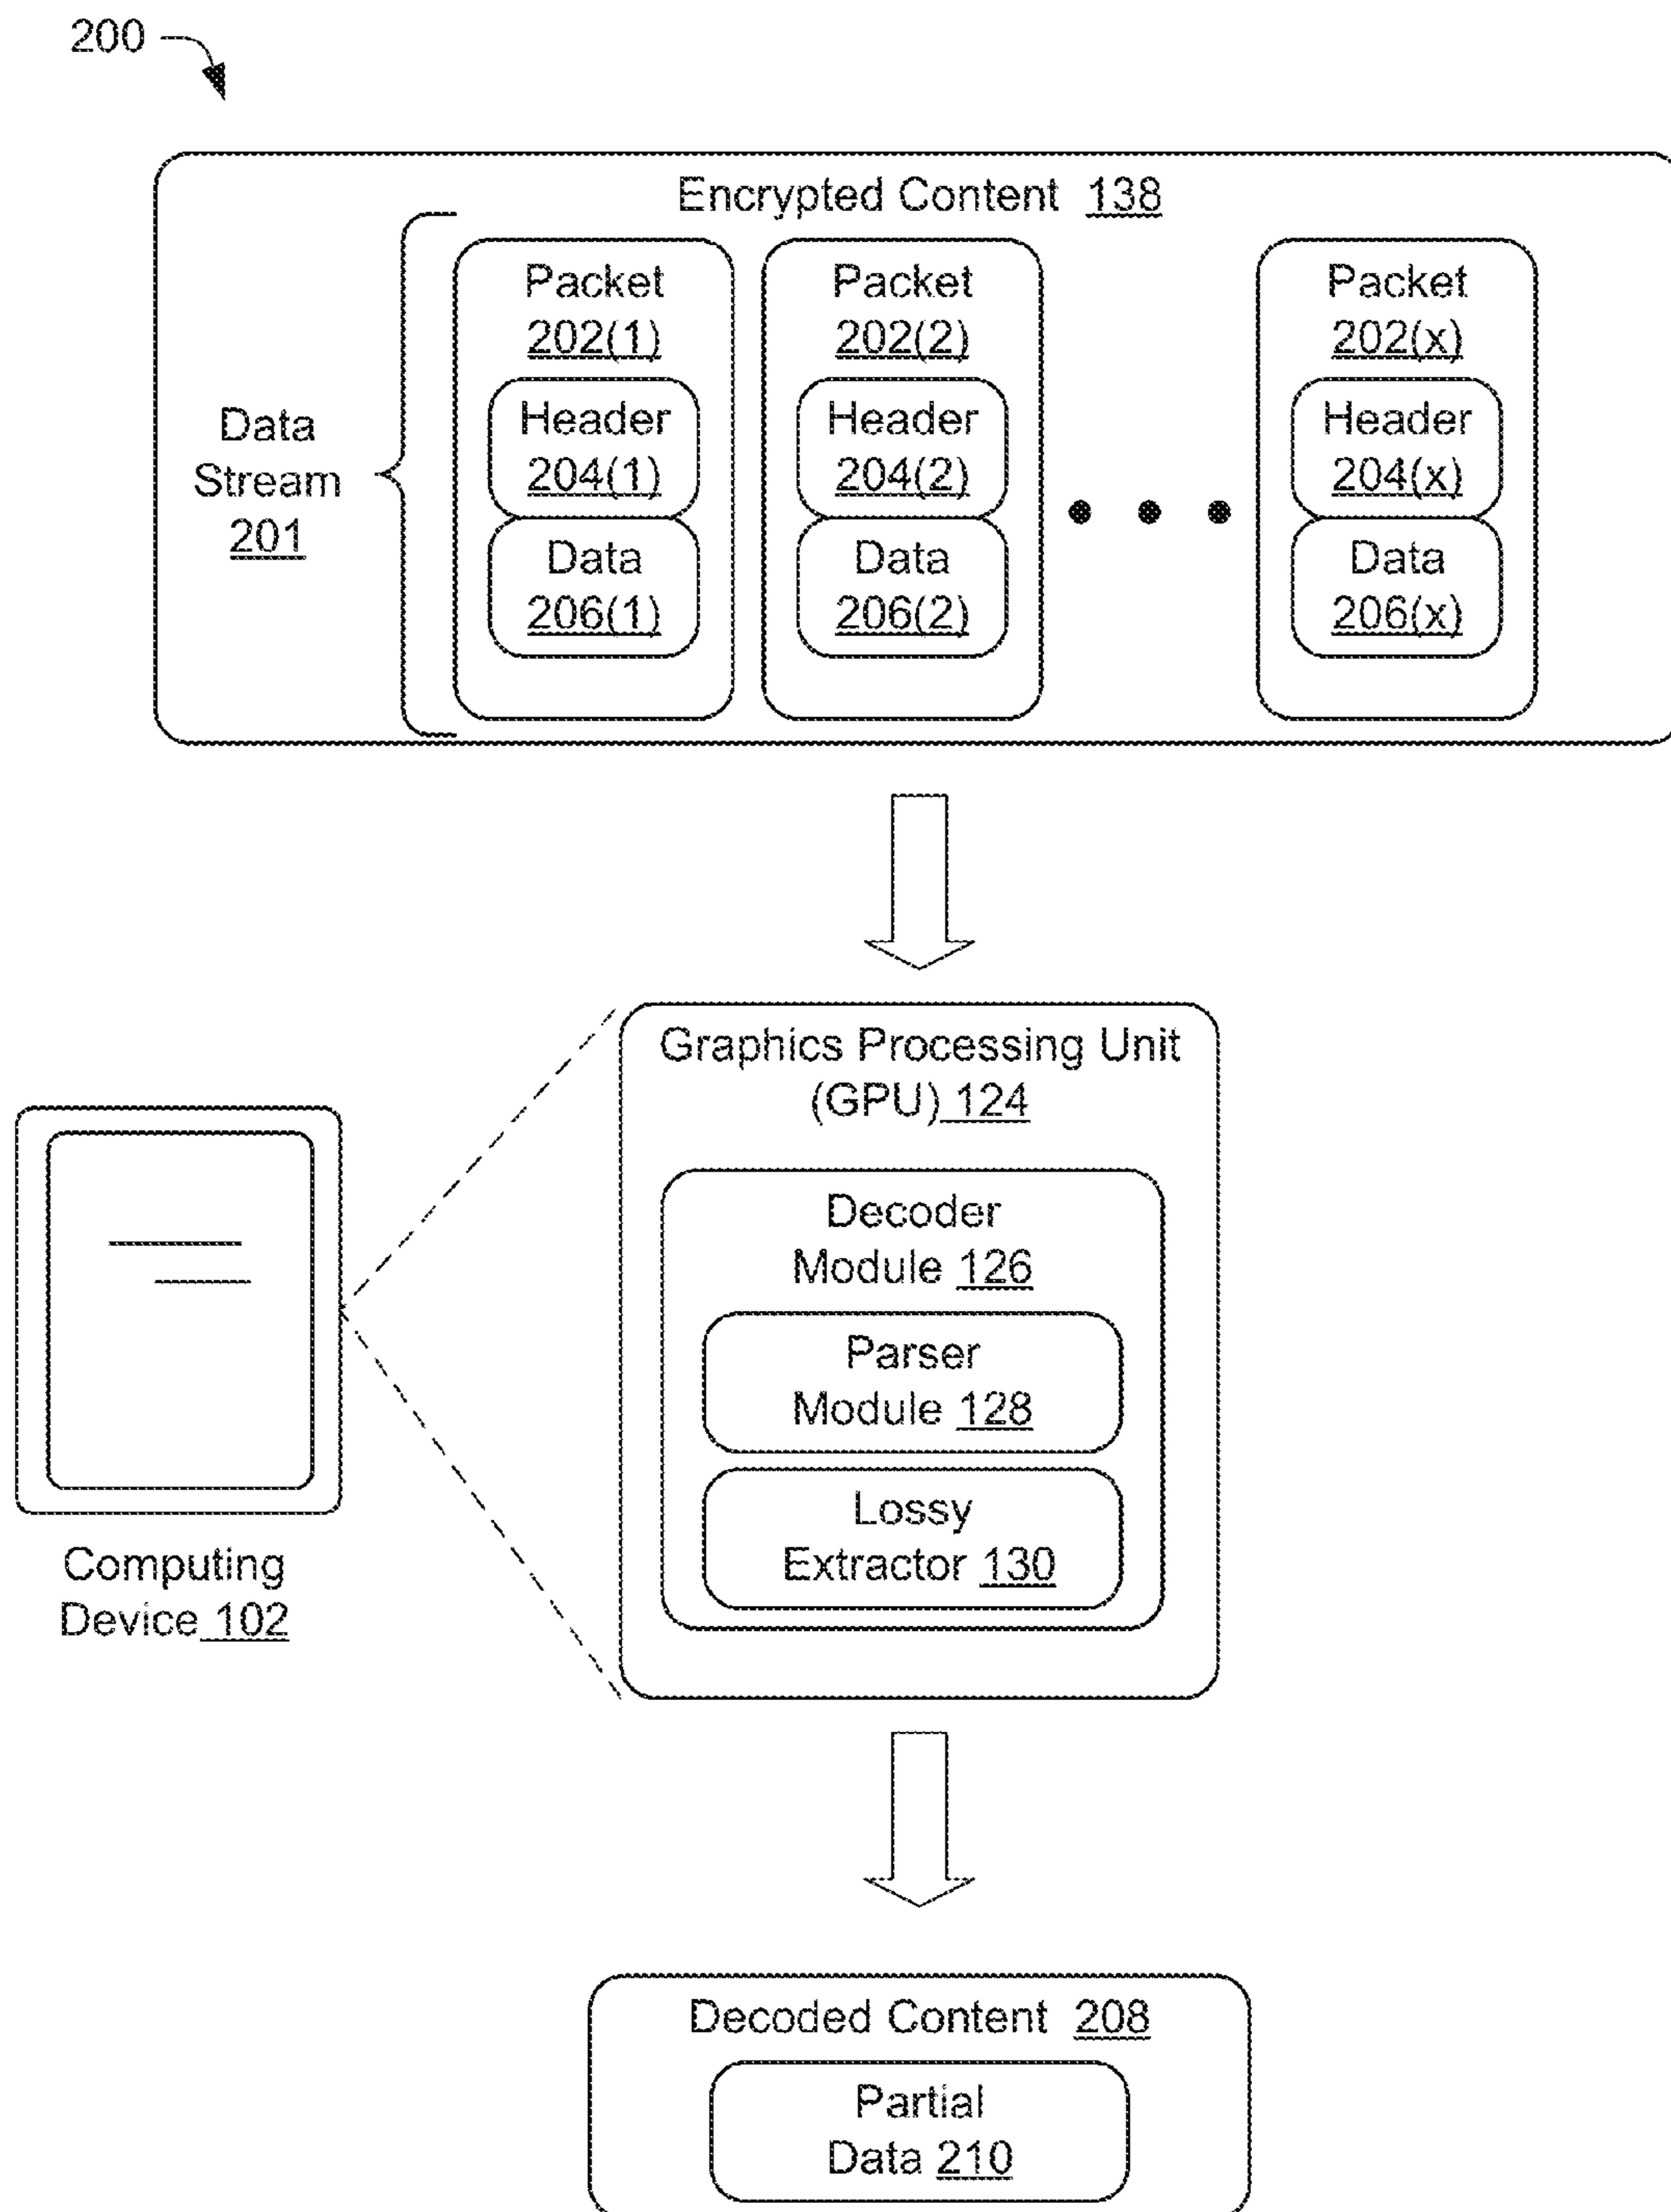 200
Encrypted Content 138
Data
Stream
201
Packet
202(1)
Header
204(1)
Data
206(1)
Packet
202(2)
Header
204(2)
Data
206(2)
• • •
Packet
202(x)
Header
204(x)
Data
206(x)
Graphics Processing Unit
(GPU) 124
Decoder
Module 126
Parser
Module 128
Lossy
Extractor 130
Computing
Device 102
Decoded Content 208
Partial
Data 210